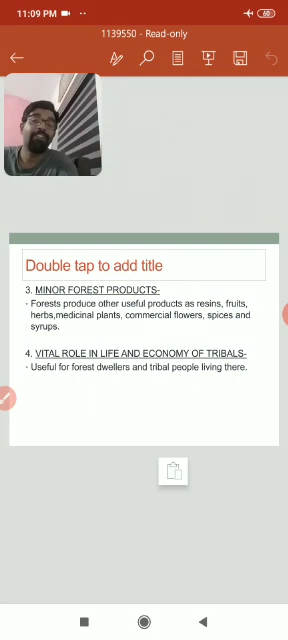 11:09 PM
60
1139550 - Read-only
Double tap to add title
3. MINOR FOREST PRODUCTS-
• Forests produce other useful products as resins, fruits,
herbs,medicinal plants, commercial flowers, spices and
syrups.
4. VITAL ROLE IN LIFE AND ECONOMY OF TRIBALS-
• Useful for forest dwellers and tribal people living there.